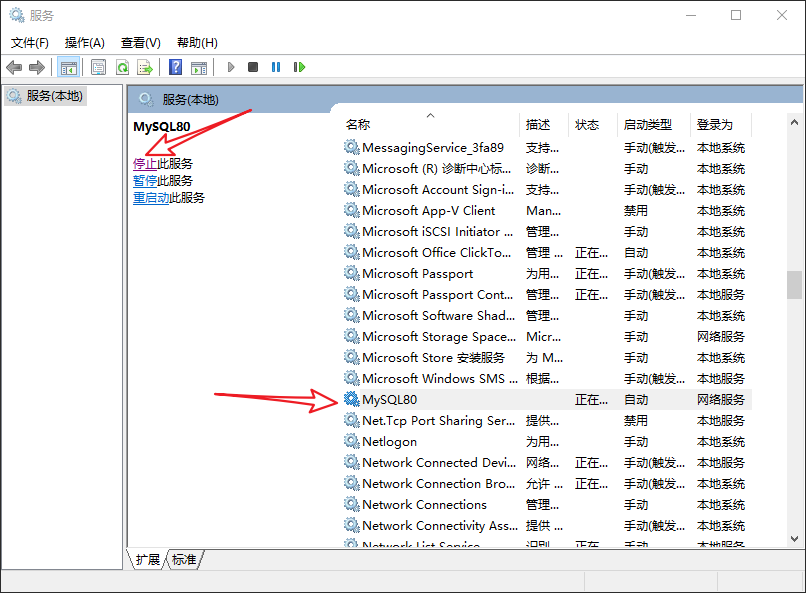 服务
文件(F) 操作(A) 查看(V) 帮助(H)
服务(本地)
服务(本地)
MySQL80
停止此服务
暂停此服务
重启动此服务
名称 描述 状态 启动类型 登录为
MessagingService_3fa89 支持... 手动(触发... 本地系统
Microsoft (R) 诊断中心标... 诊断... 手动 本地系统
Microsoft Account Sign-i... 支持... 手动(触发... 本地系统
Microsoft App-V Client Man... 禁用 本地系统
Microsoft iSCSI Initiator ... 管理... 手动 本地系统
Microsoft Office ClickTo... 管理 ... 正在... 自动 本地系统
Microsoft Passport 为用... 正在... 手动(触发... 本地系统
Microsoft Passport Cont... 管理... 正在... 手动(触发... 本地服务
Microsoft Software Shad... 管理... 手动 本地系统
Microsoft Storage Space... Micr... 手动 网络服务
Microsoft Store 安装服务 为 M... 手动 本地系统
Microsoft Windows SMS ... 根据... 手动(触发... 本地服务
MySQL80 正在... 自动 网络服务
Net.Tcp Port Sharing Ser... 提供... 禁用 本地服务
Netlogon 为用... 手动 本地系统
Network Connected Devi... 网络... 正在... 手动(触发... 本地服务
Network Connection Bro... 允许 ... 正在... 手动(触发... 本地系统
Network Connections 管理... 手动 本地系统
Network Connectivity Ass... 提供 ... 手动(触发... 本地系统
Network List Service 识别... 正在... 手动 本地服务
扩展 标准